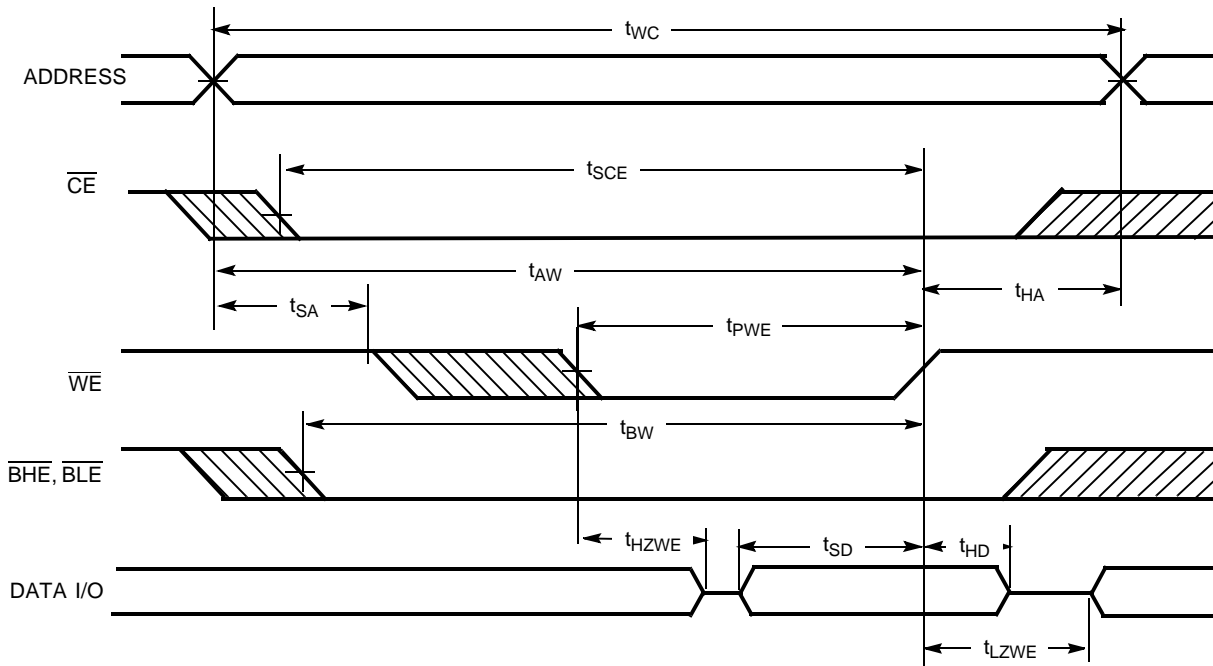 tWC
ADDRESS
tSCE
CE
tAW
tHA
tSA
tPWE
WE
tBW
BHE, BLE
tHZWE
tSD
tHD
DATA I/O
tLZWE